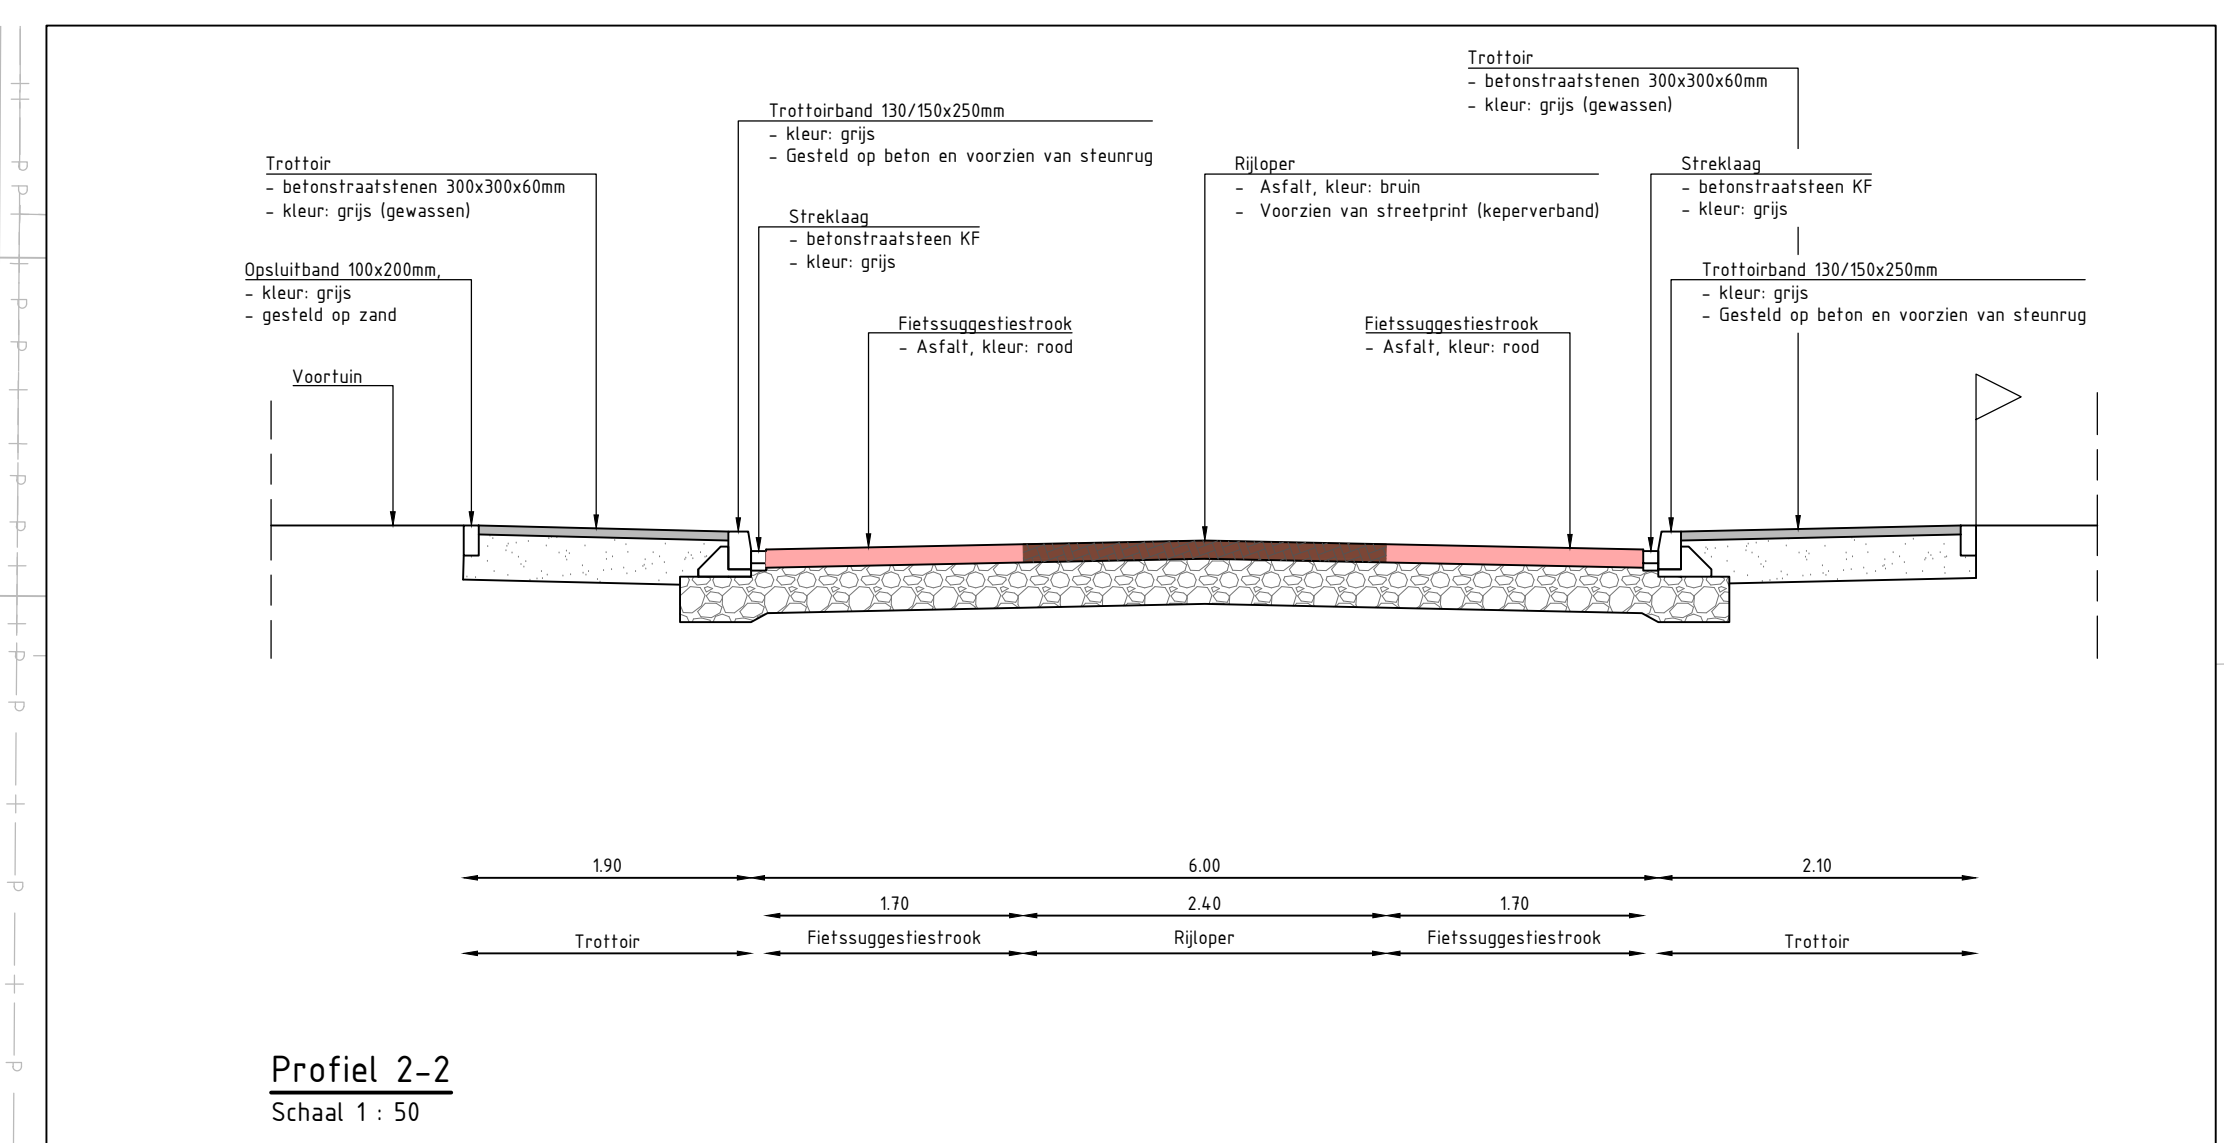 Trottoir
- betonstraatstenen 300x300x60mm
- kleur: grijs (gewassen)
Trottoirband 130/150x250mm
- kleur: grijs
- Gesteld op beton en voorzien van steunrug
Trottoir
- betonstraatstenen 300x300x60mm
- kleur: grijs (gewassen)
Rijloper
- Asfalt, kleur: bruin
- Voorzien van streetprint (keperverband)
Streklaag
- betonstraatsteen KF
- kleur: grijs
Streklaag
- betonstraatsteen KF
- kleur: grijs
Opsluitband 100x200mm,
- kleur: grijs
- gesteld op zand
Trottoirband 130/150x250mm
- kleur: grijs
- Gesteld op beton en voorzien van steunrug
Fietssuggestiestrook
- Asfalt, kleur: rood
Fietssuggestiestrook
- Asfalt, kleur: rood
Voortuin
1.90
6.00
2.10
1.70
2.40
1.70
Trottoir
Fietssuggestiestrook
Rijloper
Fietssuggestiestrook
Trottoir
Profiel 2-2
Schaal 1 : 50
P
P
P
P
P
P
P
P
P
P
P
P